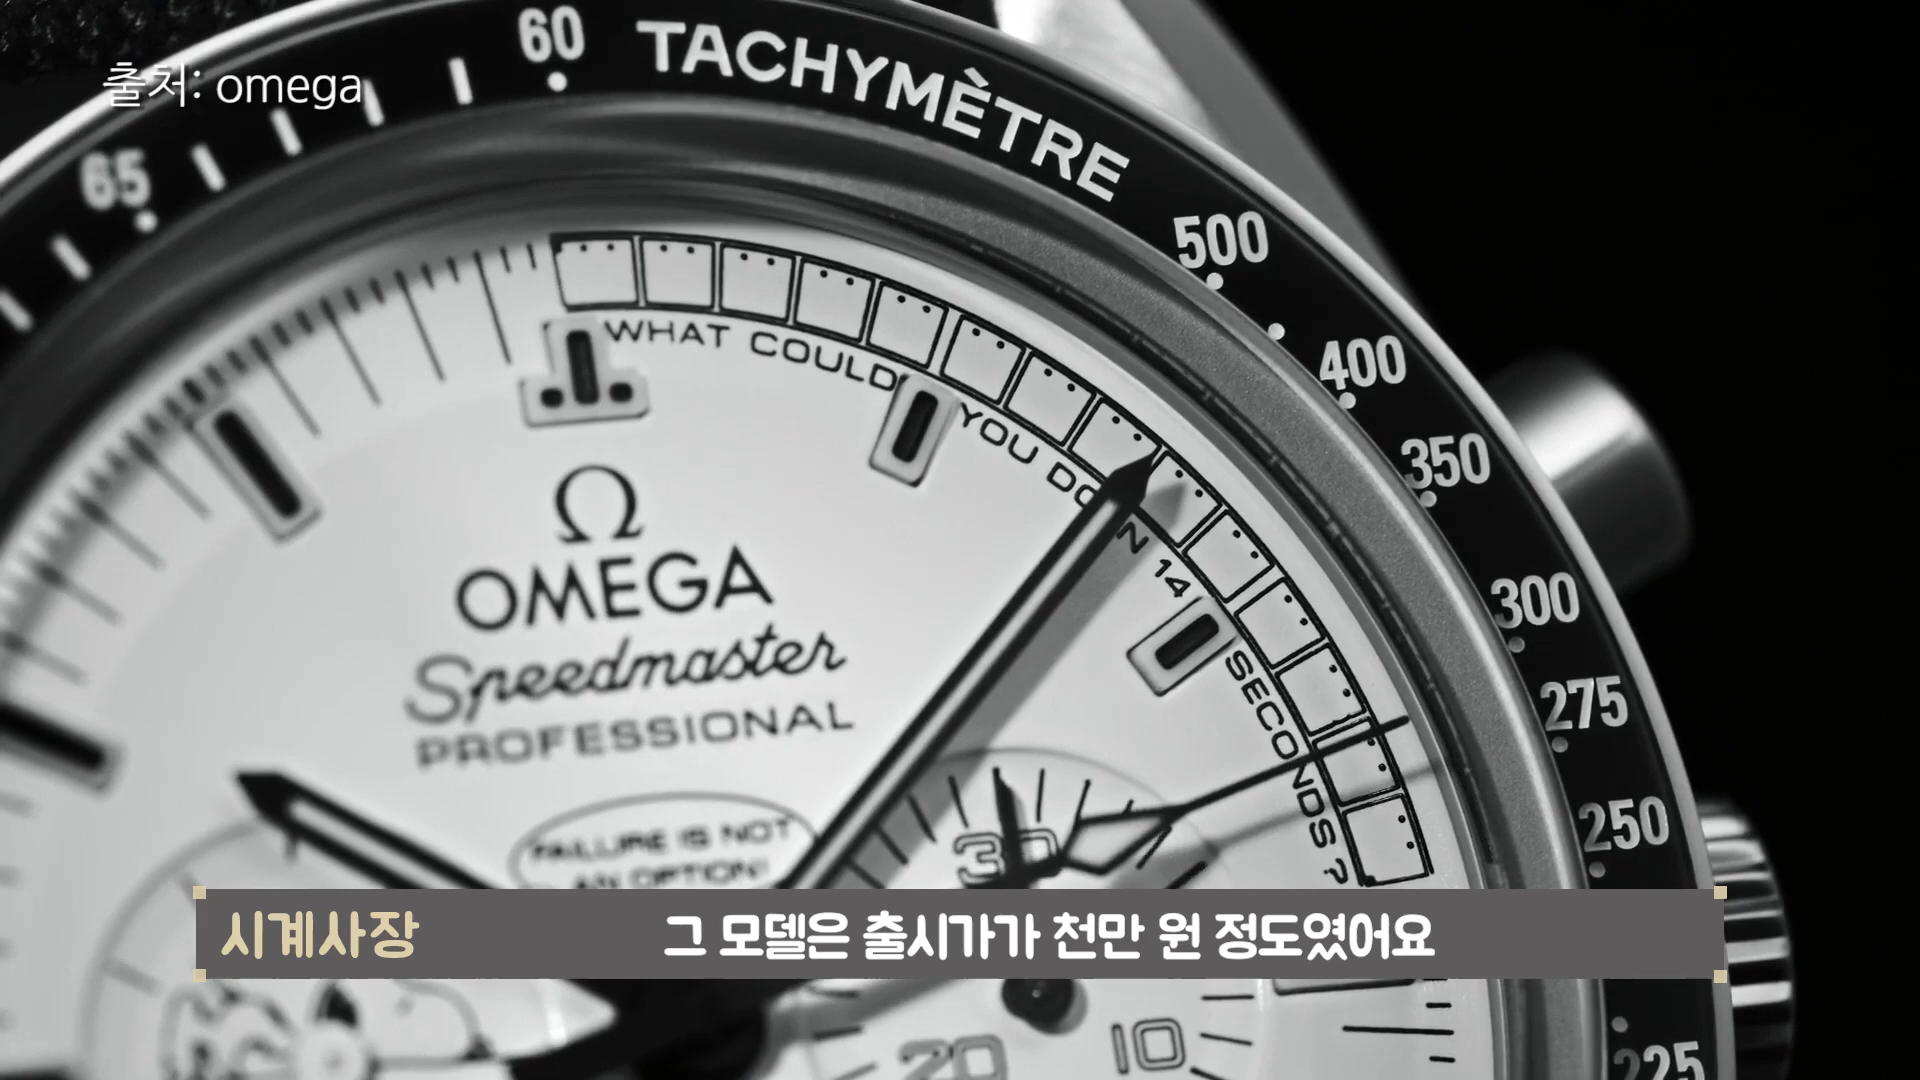 출처: omega
60
TACHYMÈTRE
65
500
400
350
300
275
250
225
WHAT COULD YOU DO IN 14 SECONDS?
Ω
OMEGA
Speedmaster
PROFESSIONAL
FAILURE IS NOT
AN OPTION!
30
시계사장
그 모델은 출시가가 천만 원 정도였어요
20
10